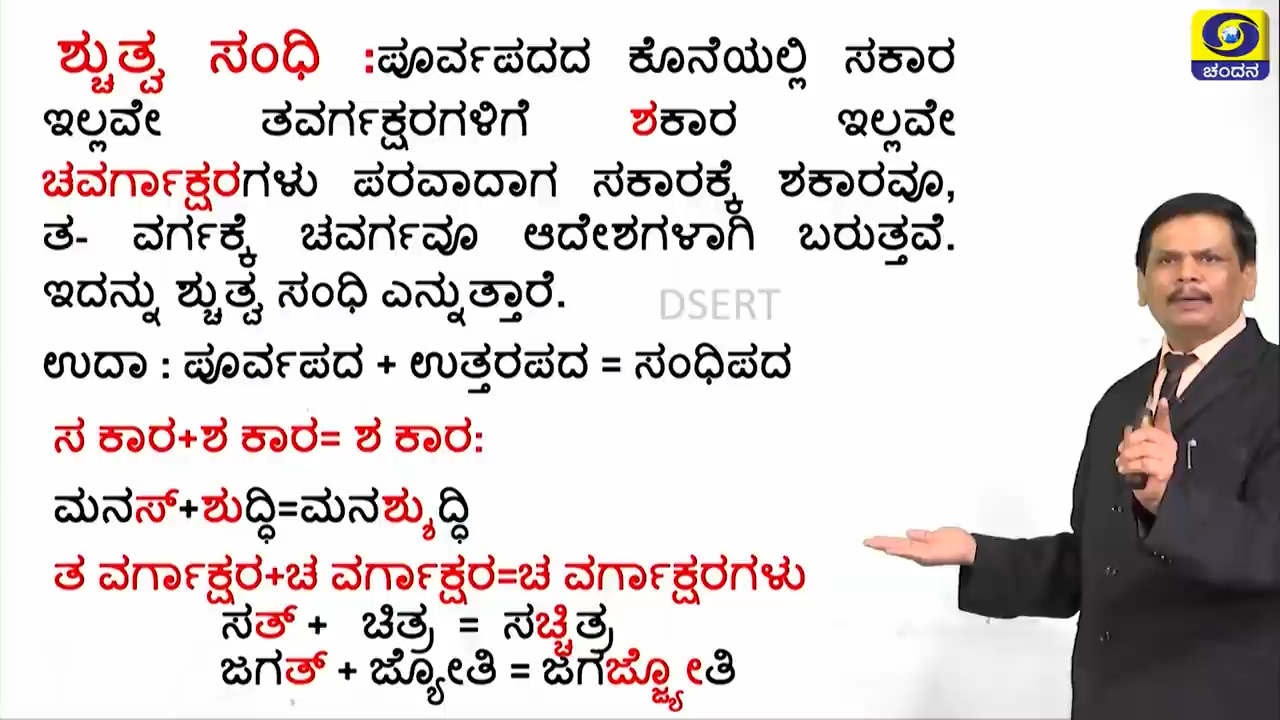 ಶ್ಚುತ್ವ ಸಂಧಿ :ಪೂರ್ವಪದದ ಕೊನೆಯಲ್ಲಿ ಸಕಾರ
ಇಲ್ಲವೇ ತವರ್ಗಕ್ಷರಗಳಿಗೆ ಶಕಾರ ಇಲ್ಲವೇ
ಚವರ್ಗಾಕ್ಷರಗಳು ಪರವಾದಾಗ ಸಕಾರಕ್ಕೆ ಶಕಾರವೂ,
ತ- ವರ್ಗಕ್ಕೆ ಚವರ್ಗವೂ ಆದೇಶಗಳಾಗಿ ಬರುತ್ತವೆ.
ಇದನ್ನು ಶ್ಚುತ್ವ ಸಂಧಿ ಎನ್ನುತ್ತಾರೆ.
ಉದಾ : ಪೂರ್ವಪದ + ಉತ್ತರಪದ = ಸಂಧಿಪದ
ಸ ಕಾರ+ಶ ಕಾರ= ಶ ಕಾರ:
ಮನಸ್+ಶುದ್ಧಿ=ಮನಶ್ಶುದ್ಧಿ
ತ ವರ್ಗಾಕ್ಷರ+ಚ ವರ್ಗಾಕ್ಷರ=ಚ ವರ್ಗಾಕ್ಷರಗಳು
ಸತ್ + ಚಿತ್ರ = ಸಚ್ಚಿತ್ರ
ಜಗತ್ + ಜ್ಯೋತಿ = ಜಗಜ್ಜ್ಯೋತಿ
DSERT
ಚಂದನ